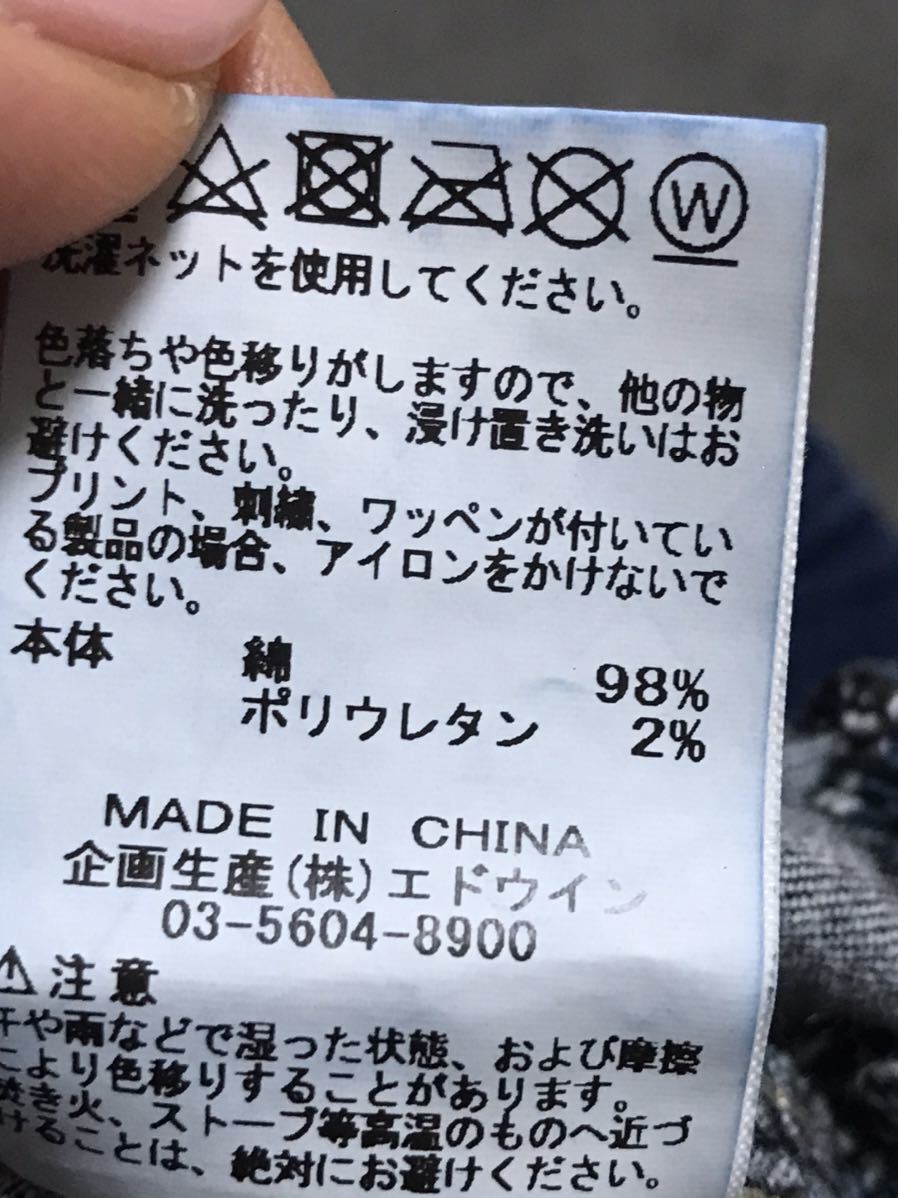 W
洗濯ネットを使用してください。
色落ちや色移りがしますので、他の物
と一緒に洗ったり、浸け置き洗いはお
避けください。
プリント、刺繍、ワッペンが付いてい
る製品の場合、アイロンをかけないで
ください。
本体 綿 98%
ポリウレタン 2%
MADE IN CHINA
企画生産(株)エドウイン
03-5604-8900
⚠注意
汗や雨などで湿った状態、および摩擦
により色移りすることがあります。
焚き火、ストーブ等高温のものへ近づ
けることは、絶対にお避けください。